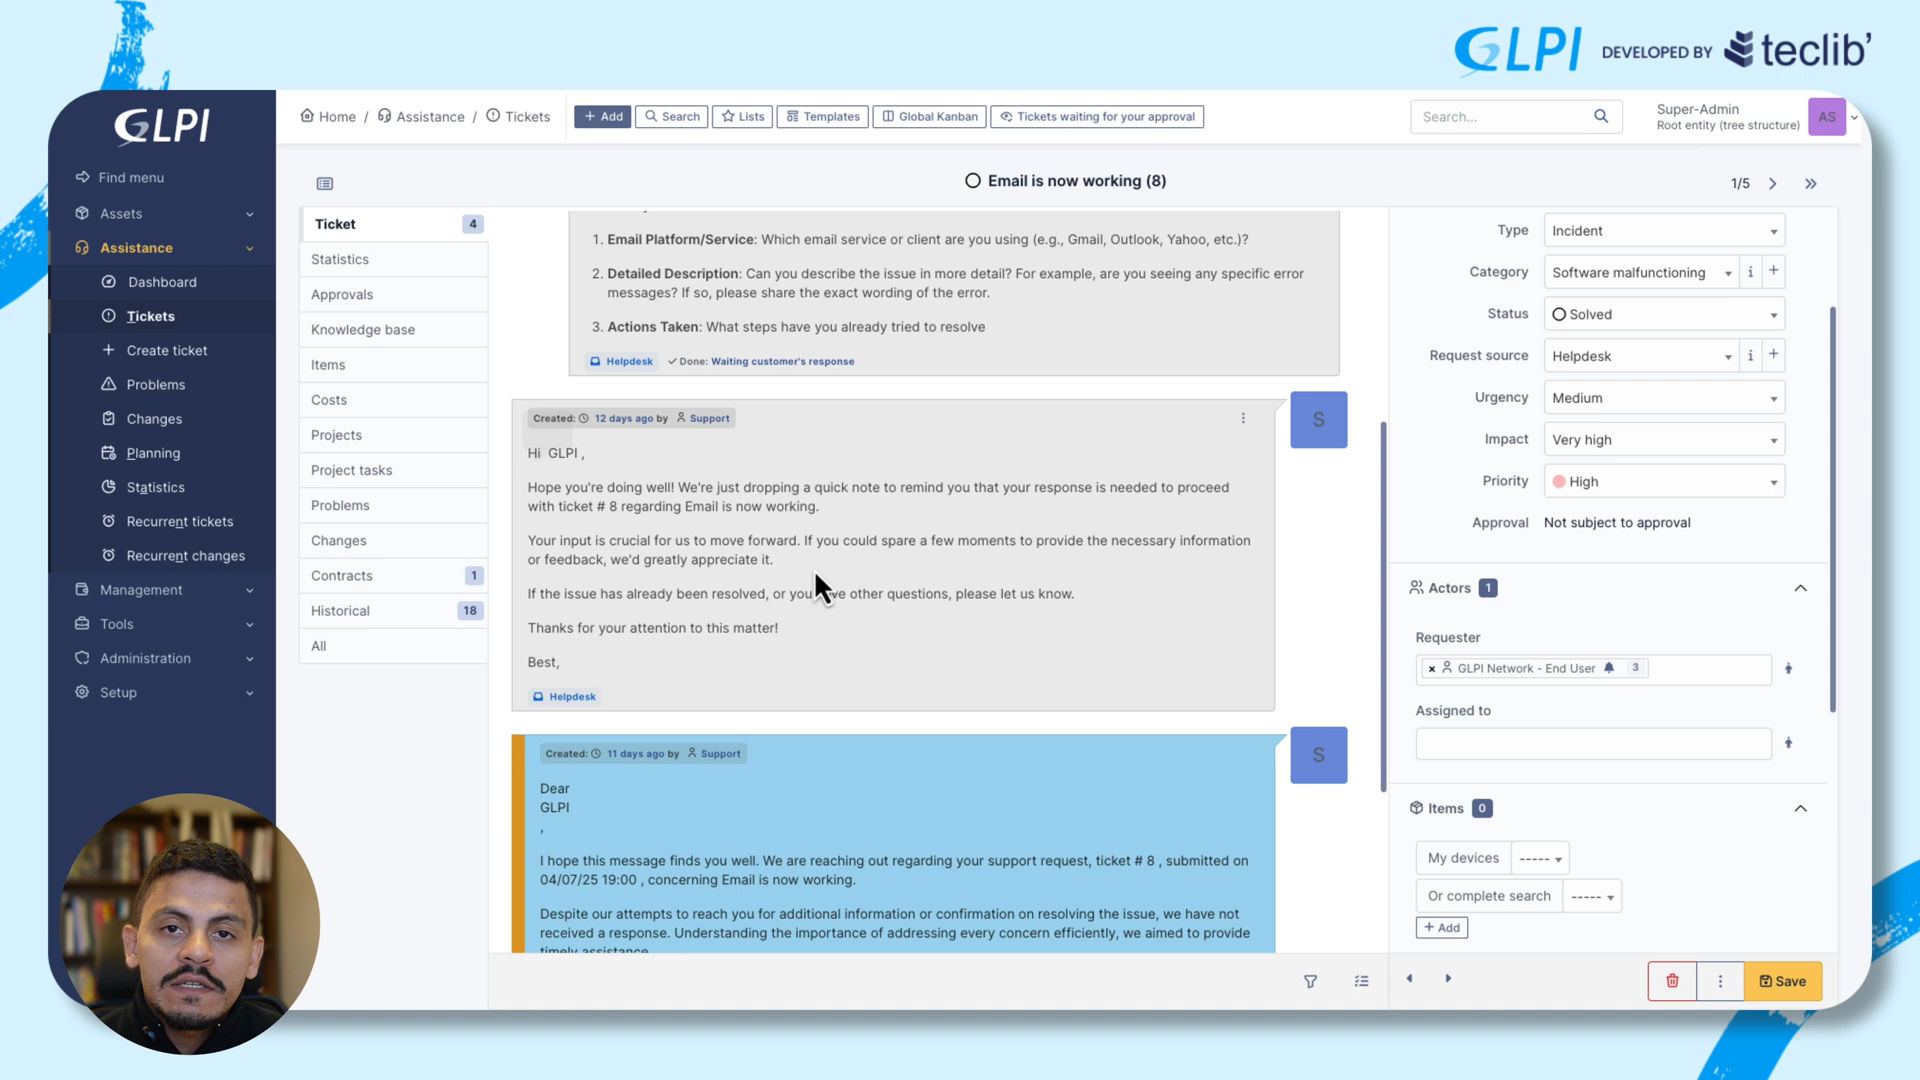 GLPI DEVELOPED BY teclib'
GLPI
Home / Assistance / Tickets
+ Add
Search
Lists
Templates
Global Kanban
Tickets waiting for your approval
Search...
Super-Admin
Root entity (tree structure)
AS
Find menu
Assets
Assistance
Dashboard
Tickets
Create ticket
Problems
Changes
Planning
Statistics
Recurrent tickets
Recurrent changes
Management
Tools
Administration
Setup
Email is now working (8)
1/5
Ticket 4
Statistics
Approvals
Knowledge base
Items
Costs
Projects
Project tasks
Problems
Changes
Contracts 1
Historical 18
All
1. Email Platform/Service: Which email service or client are you using (e.g., Gmail, Outlook, Yahoo, etc.)?
2. Detailed Description: Can you describe the issue in more detail? For example, are you seeing any specific error
messages? If so, please share the exact wording of the error.
3. Actions Taken: What steps have you already tried to resolve
Helpdesk Done: Waiting customer's response
Created: 12 days ago by Support
S
Hi GLPI ,
Hope you're doing well! We're just dropping a quick note to remind you that your response is needed to proceed
with ticket # 8 regarding Email is now working.
Your input is crucial for us to move forward. If you could spare a few moments to provide the necessary information
or feedback, we'd greatly appreciate it.
If the issue has already been resolved, or you ve other questions, please let us know.
Thanks for your attention to this matter!
Best,
Helpdesk
Created: 11 days ago by Support
S
Dear
GLPI
,
I hope this message finds you well. We are reaching out regarding your support request, ticket # 8 , submitted on
04/07/25 19:00 , concerning Email is now working.
Despite our attempts to reach you for additional information or confirmation on resolving the issue, we have not
received a response. Understanding the importance of addressing every concern efficiently, we aimed to provide
timely assistance
Type Incident
Category Software malfunctioning i +
Status Solved
Request source Helpdesk i +
Urgency Medium
Impact Very high
Priority High
Approval Not subject to approval
Actors 1
Requester
× GLPI Network - End User 3
Assigned to
Items 0
My devices -----
Or complete search -----
+ Add
Save